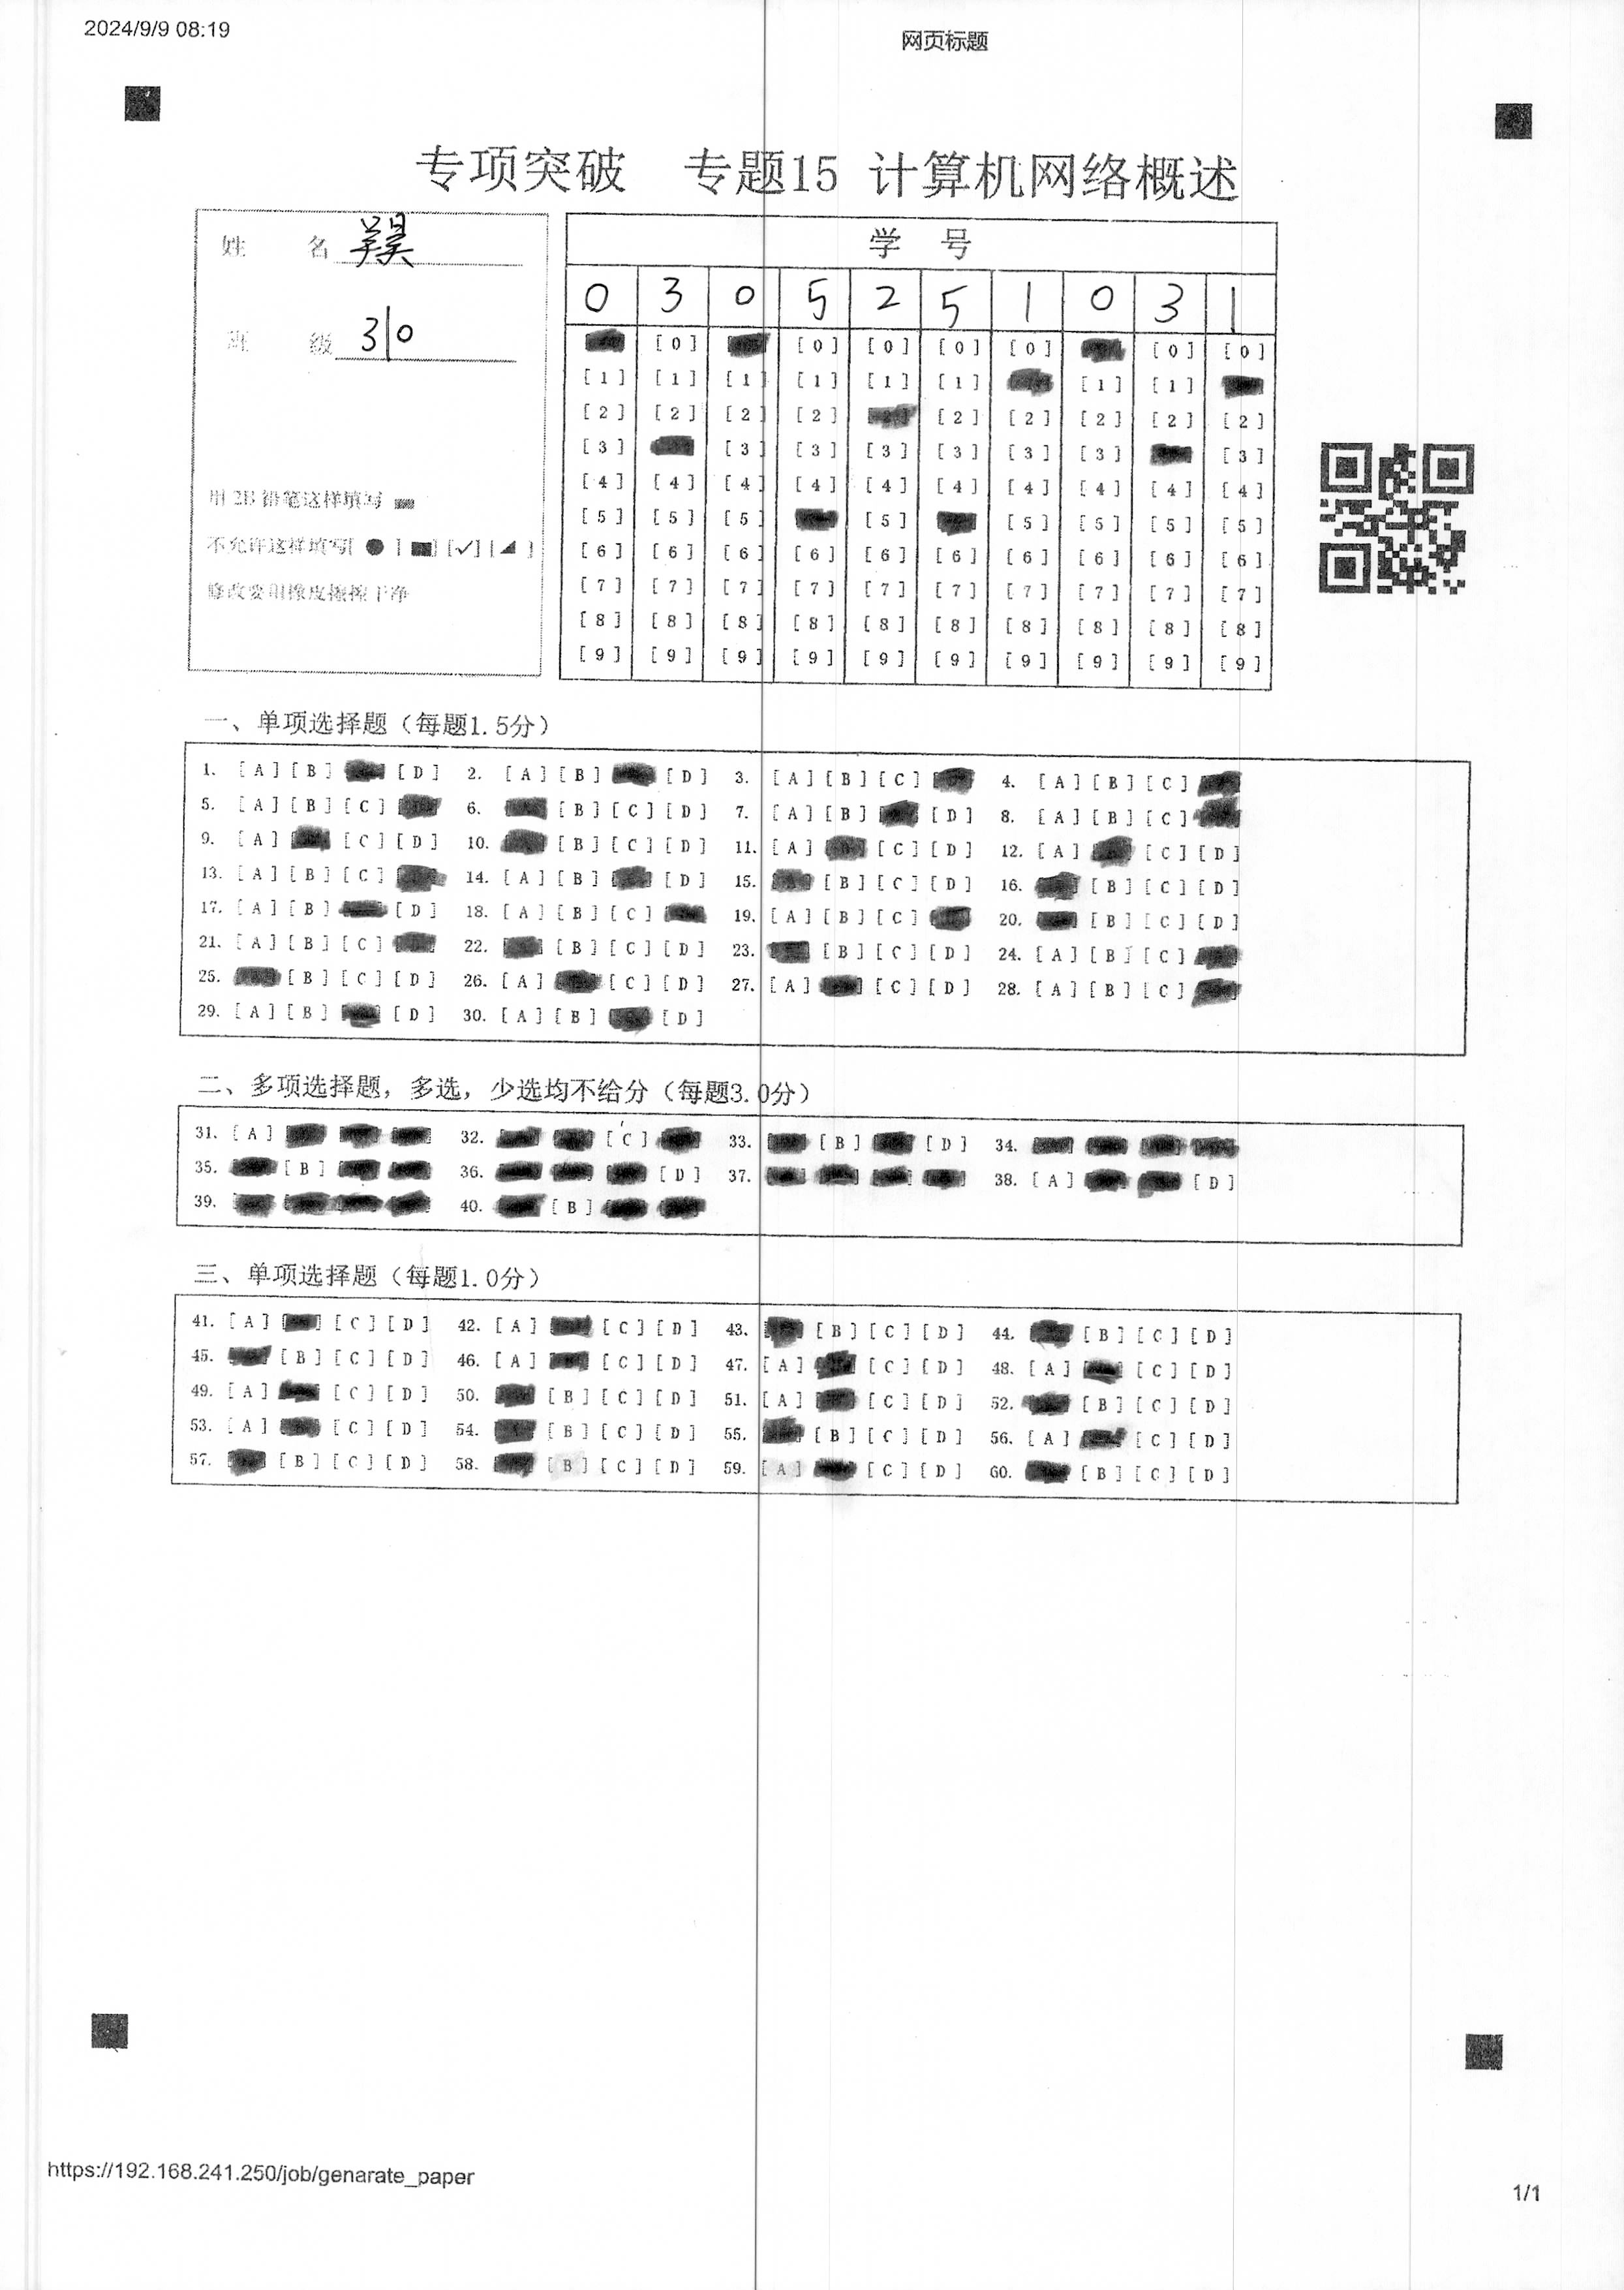 2024/9/9 08:19
网页标题
专项突破 专题15 计算机网络概述
姓 名
班 级 310
用 2B 铅笔这样填写
不允许这样填写[ ● ] [✓] [ ]
修改要用橡皮擦擦干净
学 号
0 3 0 5 2 5 1 0 3 1
[0] [0] [0] [0] [0] [0] [0]
[1] [1] [1] [1] [1] [1] [1] [1]
[2] [2] [2] [2] [2] [2] [2] [2] [2]
[3] [3] [3] [3] [3] [3] [3] [3]
[4] [4] [4] [4] [4] [4] [4] [4] [4] [4]
[5] [5] [5] [5] [5] [5] [5] [5]
[6] [6] [6] [6] [6] [6] [6] [6] [6] [6]
[7] [7] [7] [7] [7] [7] [7] [7] [7] [7]
[8] [8] [8] [8] [8] [8] [8] [8] [8] [8]
[9] [9] [9] [9] [9] [9] [9] [9] [9] [9]
一、单项选择题（每题1.5分）
1. [A] [B] [D] 2. [A] [B] [D] 3. [A] [B] [C] 4. [A] [B] [C]
5. [A] [B] [C] 6. [B] [C] [D] 7. [A] [B] [D] 8. [A] [B] [C]
9. [A] [C] [D] 10. [B] [C] [D] 11. [A] [C] [D] 12. [A] [C] [D]
13. [A] [B] [C] 14. [A] [B] [D] 15. [B] [C] [D] 16. [B] [C] [D]
17. [A] [B] [D] 18. [A] [B] [C] 19. [A] [B] [C] 20. [B] [C] [D]
21. [A] [B] [C] 22. [B] [C] [D] 23. [B] [C] [D] 24. [A] [B] [C]
25. [B] [C] [D] 26. [A] [C] [D] 27. [A] [C] [D] 28. [A] [B] [C]
29. [A] [B] [D] 30. [A] [B] [D]
二、多项选择题，多选，少选均不给分（每题3.0分）
31. [A] 32. [C] 33. [B] [D] 34.
35. [B] 36. [D] 37. 38. [A] [D]
39. 40. [B]
三、单项选择题（每题1.0分）
41. [A] [C] [D] 42. [A] [C] [D] 43. [B] [C] [D] 44. [B] [C] [D]
45. [B] [C] [D] 46. [A] [C] [D] 47. [A] [C] [D] 48. [A] [C] [D]
49. [A] [C] [D] 50. [B] [C] [D] 51. [A] [C] [D] 52. [B] [C] [D]
53. [A] [C] [D] 54. [B] [C] [D] 55. [B] [C] [D] 56. [A] [C] [D]
57. [B] [C] [D] 58. [B] [C] [D] 59. [A] [C] [D] 60. [B] [C] [D]
https://192.168.241.250/job/genarate_paper
1/1